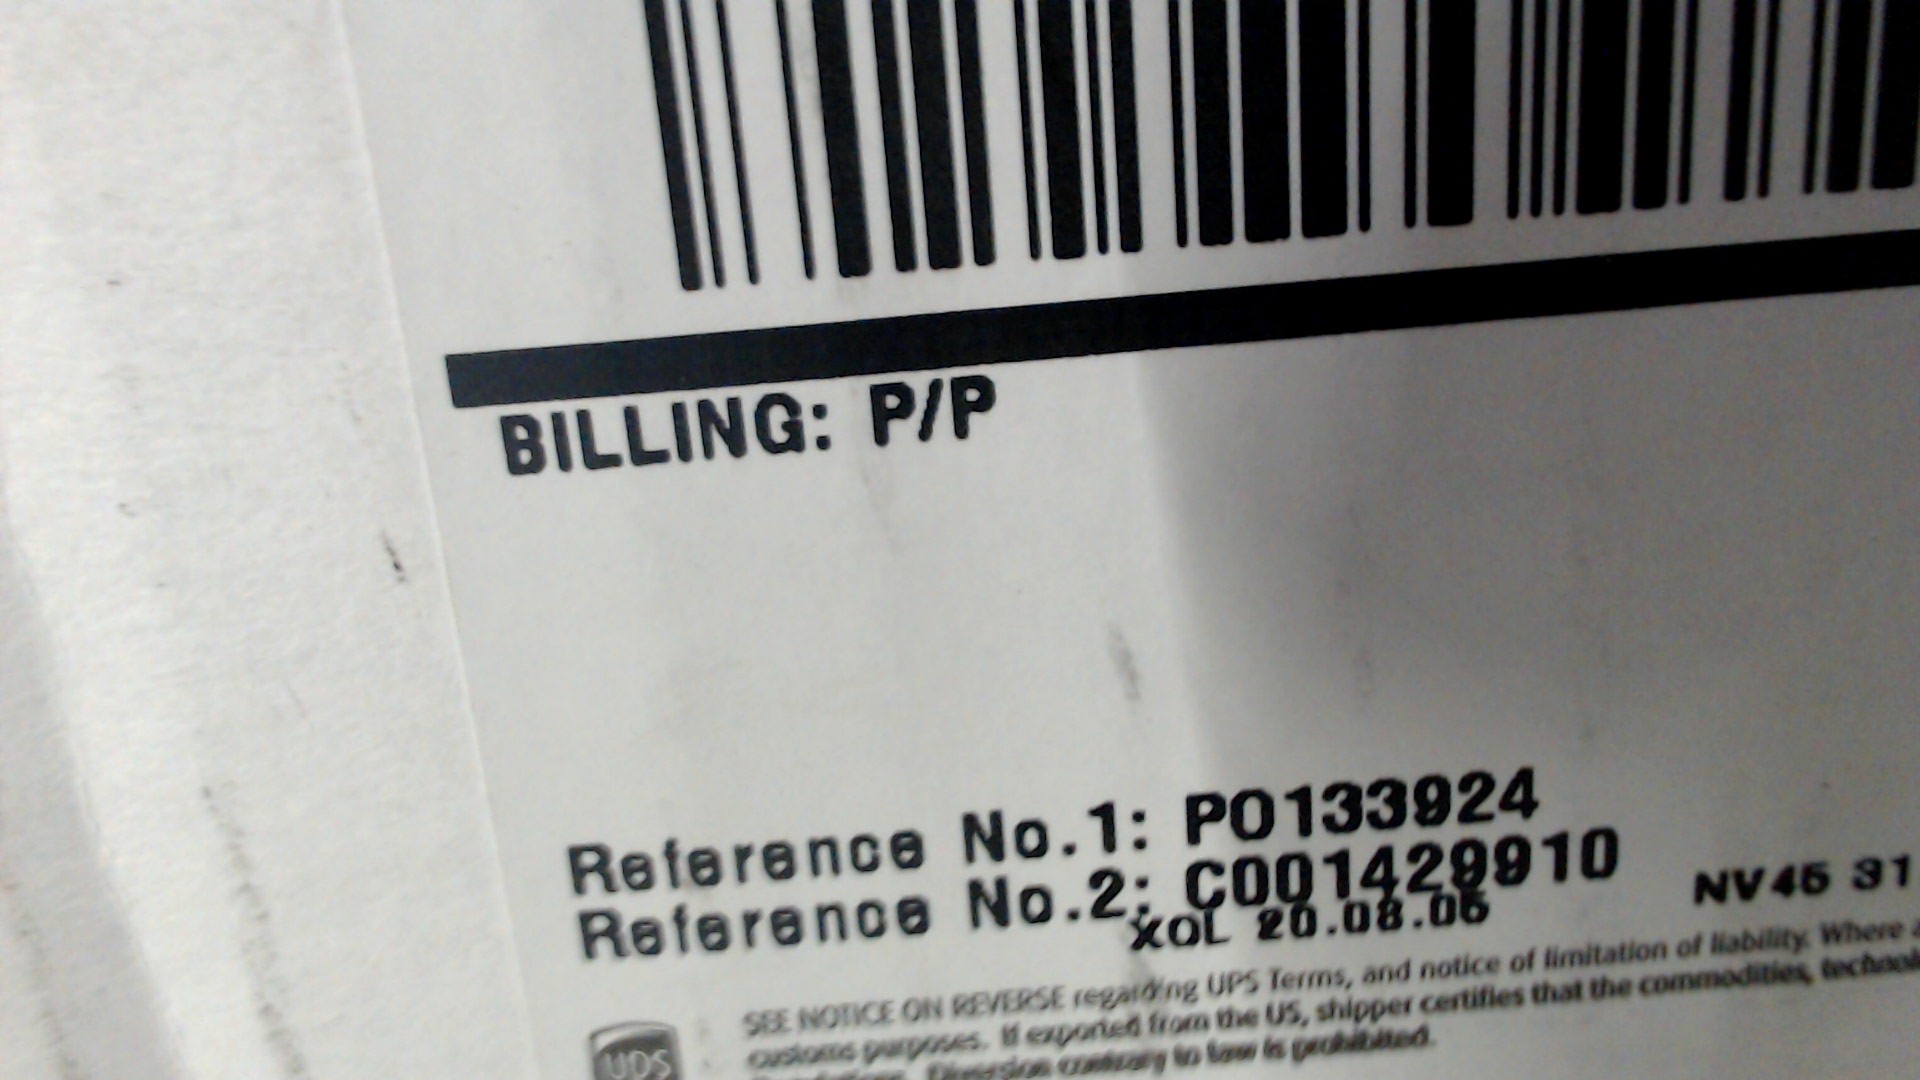 BILLING: P/P
Reference No.1: PO133924
Reference No.2: C001429910
XOL 20.08.06
NV45 31
SEE NOTICE ON REVERSE regarding UPS Terms, and notice of limitation of liability. Where
customs purposes. If exported from the US, shipper certifies that the commodities,
Diversion contrary to law is prohibited.
UPS